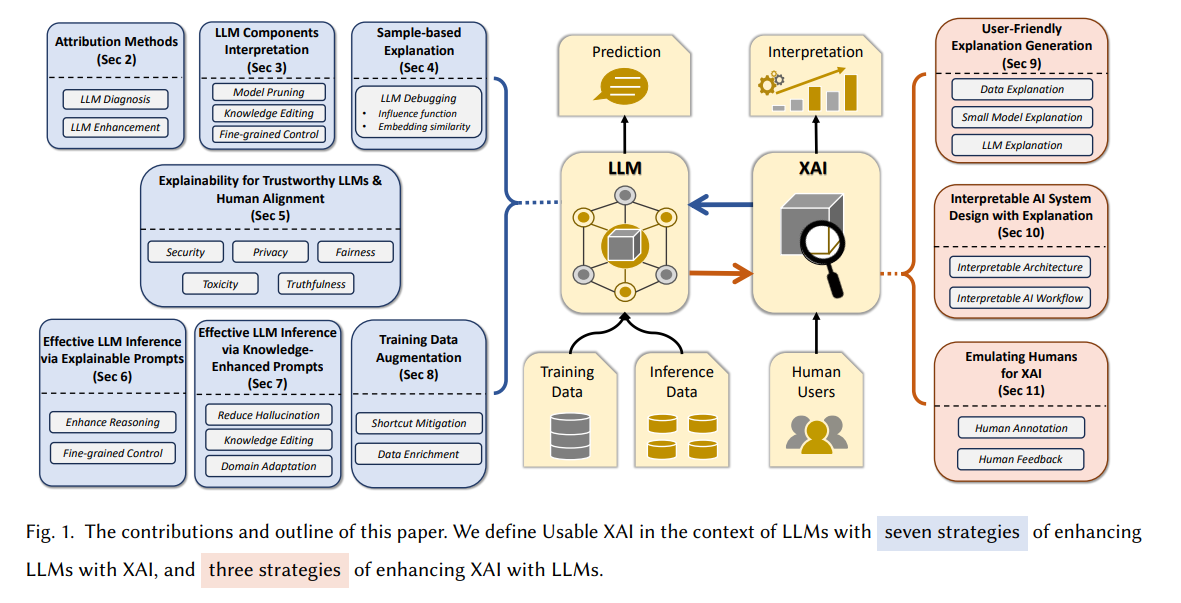 Attribution Methods
(Sec 2)
LLM Diagnosis
LLM Enhancement
LLM Components
Interpretation
(Sec 3)
Model Pruning
Knowledge Editing
Fine-grained Control
Sample-based
Explanation
(Sec 4)
LLM Debugging
• Influence function
• Embedding similarity
Explainability for Trustworthy LLMs &
Human Alignment
(Sec 5)
Security
Privacy
Fairness
Toxicity
Truthfulness
Effective LLM Inference
via Explainable Prompts
(Sec 6)
Enhance Reasoning
Fine-grained Control
Effective LLM Inference
via Knowledge-
Enhanced Prompts
(Sec 7)
Reduce Hallucination
Knowledge Editing
Domain Adaptation
Training Data
Augmentation
(Sec 8)
Shortcut Mitigation
Data Enrichment
Prediction
Interpretation
LLM
XAI
Training
Data
Inference
Data
Human
Users
User-Friendly
Explanation Generation
(Sec 9)
Data Explanation
Small Model Explanation
LLM Explanation
Interpretable AI System
Design with Explanation
(Sec 10)
Interpretable Architecture
Interpretable AI Workflow
Emulating Humans
for XAI
(Sec 11)
Human Annotation
Human Feedback
Fig. 1. The contributions and outline of this paper. We define Usable XAI in the context of LLMs with seven strategies of enhancing
LLMs with XAI, and three strategies of enhancing XAI with LLMs.